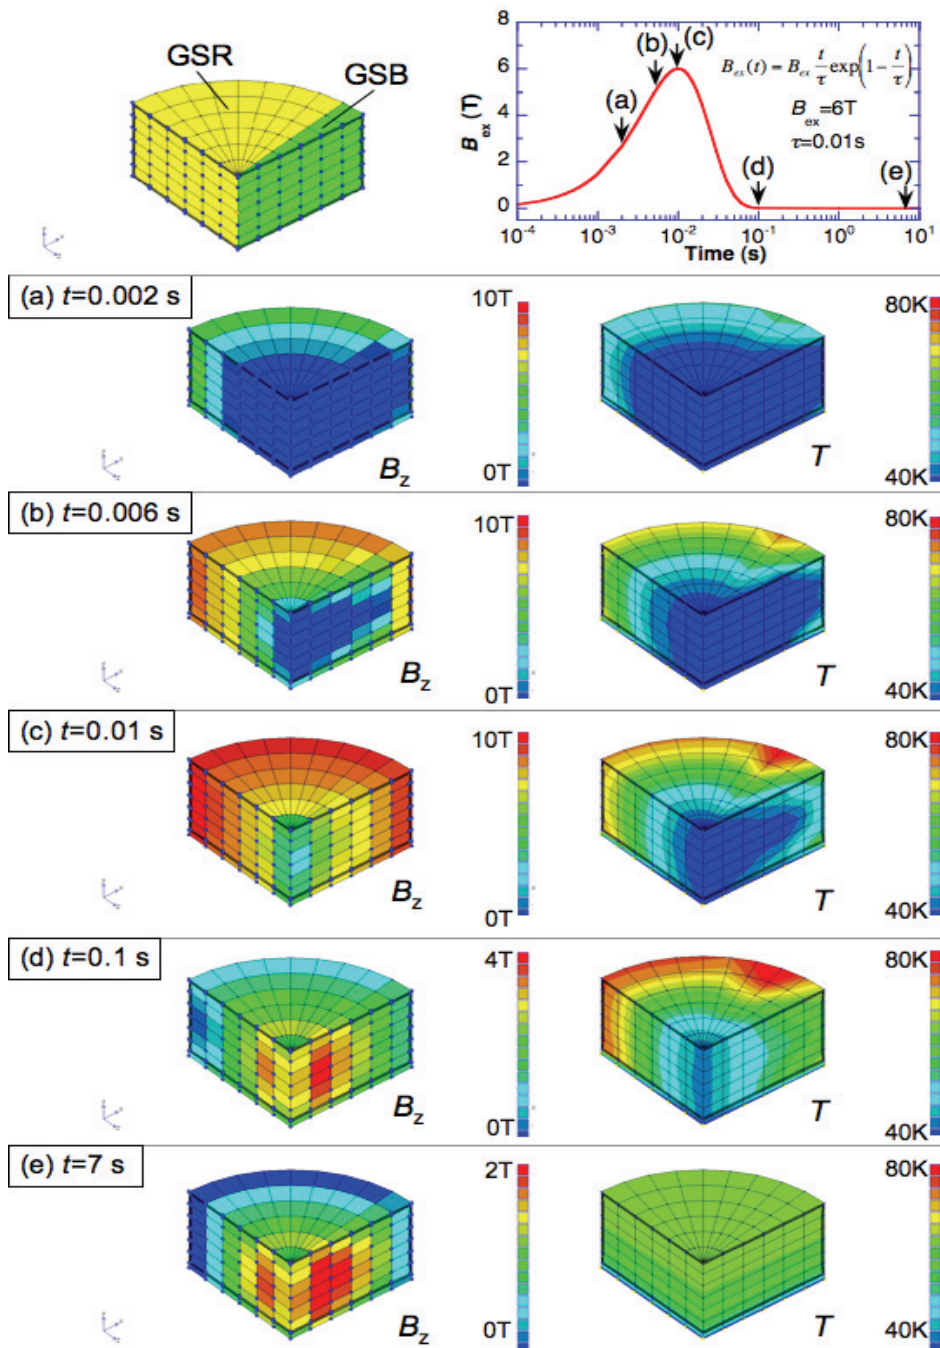 GSR
GSB
8
6
4
2
0
B_ex (T)
(a)
(b)
(c)
(d)
(e)
B_ex(t) = B_ex t/τ exp(1 − t/τ)
B_ex=6T
τ=0.01s
10^-4 10^-3 10^-2 10^-1 10^0 10^1
Time (s)
(a) t=0.002 s
10T
0T
B_z
80K
40K
T
(b) t=0.006 s
10T
0T
B_z
80K
40K
T
(c) t=0.01 s
10T
0T
B_z
80K
40K
T
(d) t=0.1 s
4T
0T
B_z
80K
40K
T
(e) t=7 s
2T
0T
B_z
80K
40K
T